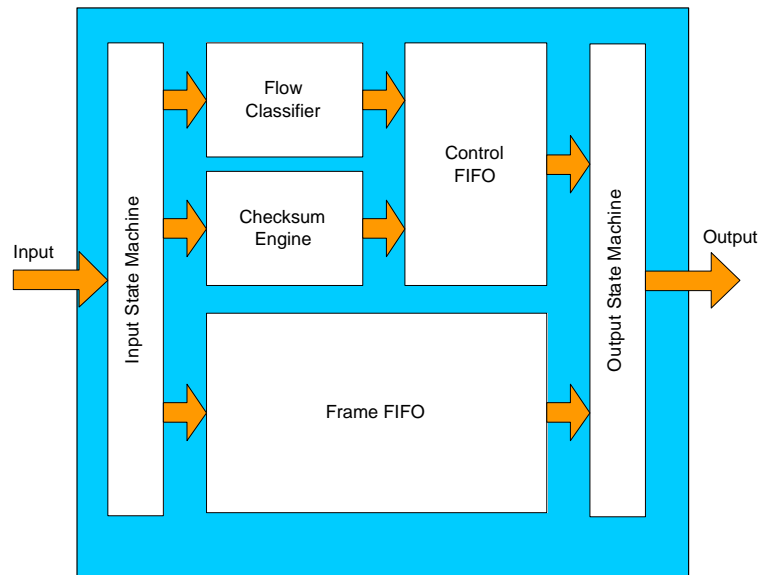 Input
Input State Machine
Flow
Classifier
Checksum
Engine
Control
FIFO
Frame FIFO
Output State Machine
Output